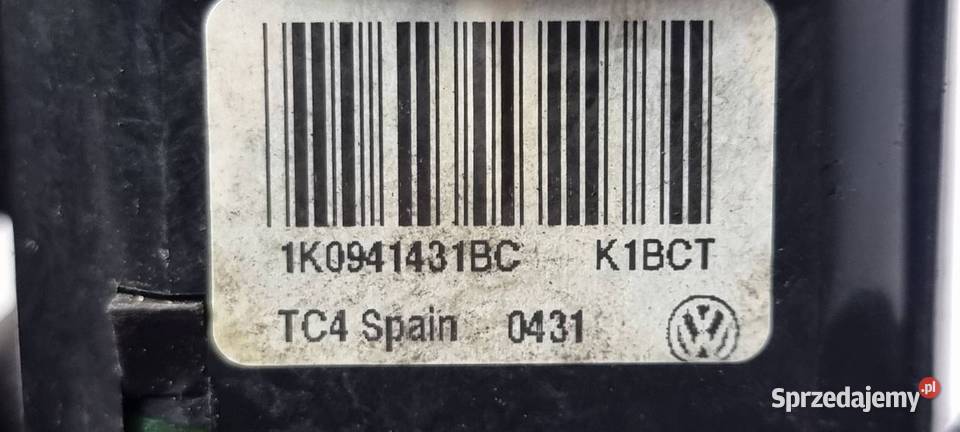 1K0941431BC K1BCT
TC4 Spain 0431
Sprzedajemy.pl